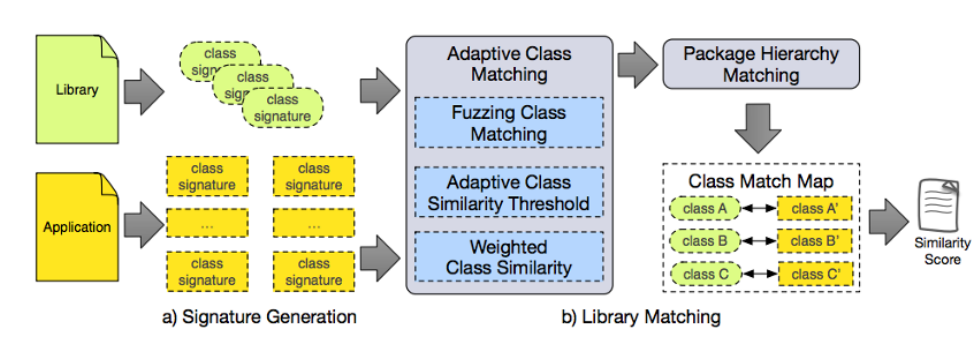 Library
class
signature
class
signature
class
signature
Application
class
signature
class
signature
...
...
class
signature
class
signature
a) Signature Generation
Adaptive Class
Matching
Fuzzing Class
Matching
Adaptive Class
Similarity Threshold
Weighted
Class Similarity
Package Hierarchy
Matching
Class Match Map
class A
class A'
class B
class B'
class C
class C'
Similarity
Score
b) Library Matching